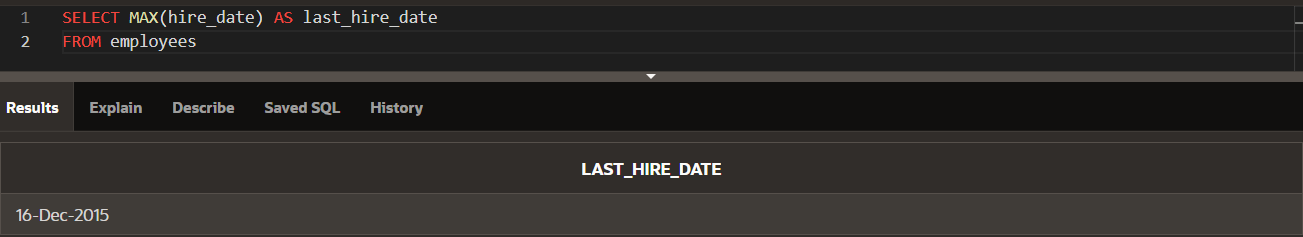 1 SELECT MAX(hire_date) AS last_hire_date
2 FROM employees
Results Explain Describe Saved SQL History
LAST_HIRE_DATE
16-Dec-2015